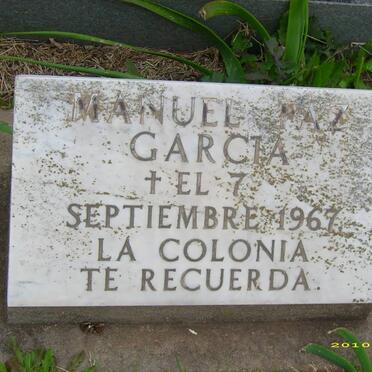 MANUEL PAZ
GARCIA
† EL 7
SEPTIEMBRE 1967
LA COLONIA
TE RECUERDA.
2010